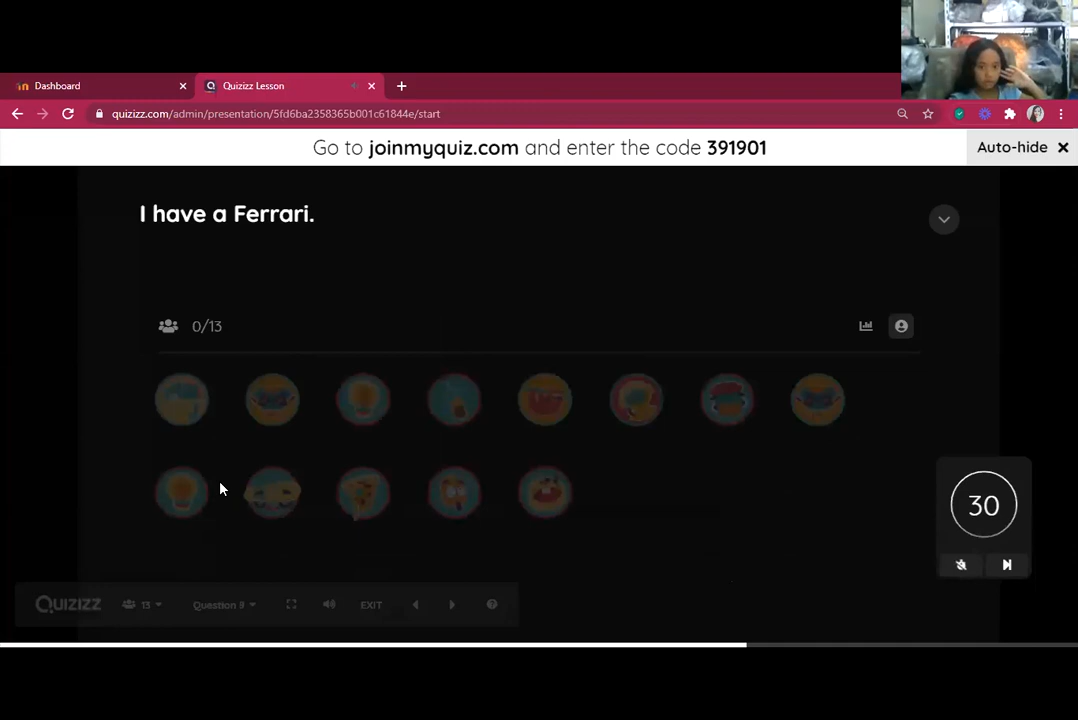 Dashboard
Quizizz Lesson
quizizz.com/admin/presentation/5fd6ba2358365b001c61844e/start
Go to joinmyquiz.com and enter the code 391901
Auto-hide
I have a Ferrari.
0/13
30
QUIZIZZ
13
Question 9
EXIT